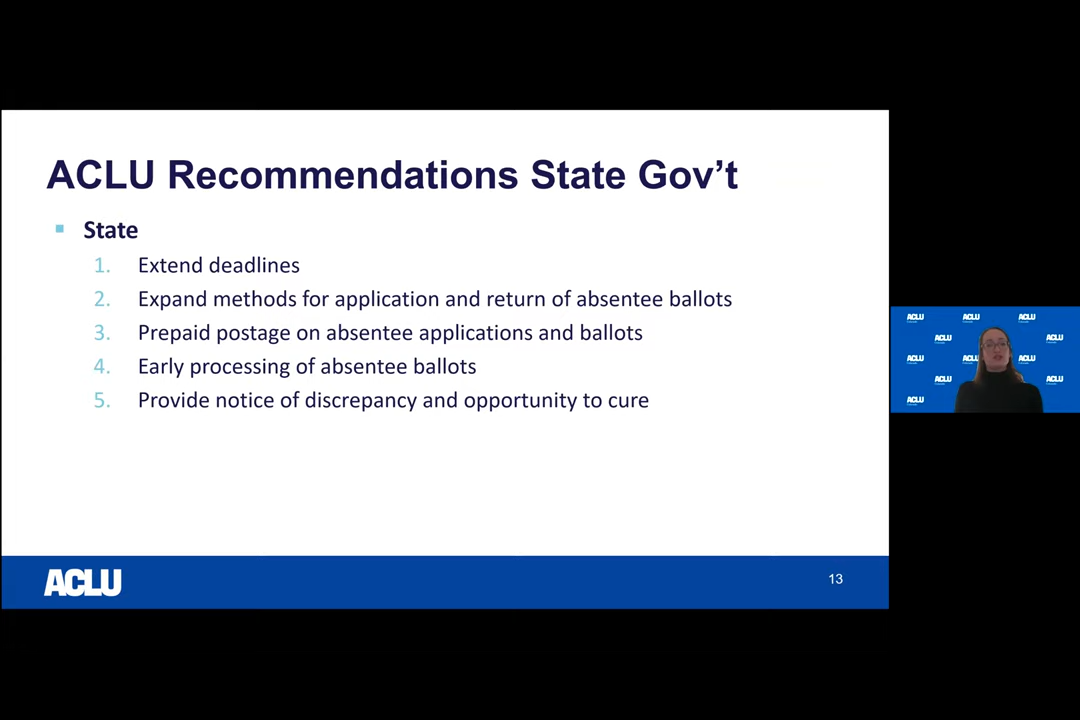 ACLU Recommendations State Gov't
▪ State
1. Extend deadlines
2. Expand methods for application and return of absentee ballots
3. Prepaid postage on absentee applications and ballots
4. Early processing of absentee ballots
5. Provide notice of discrepancy and opportunity to cure
ACLU
13
ACLU ACLU ACLU
ACLU ACLU
ACLU ACLU ACLU
ACLU ACLU
ACLU